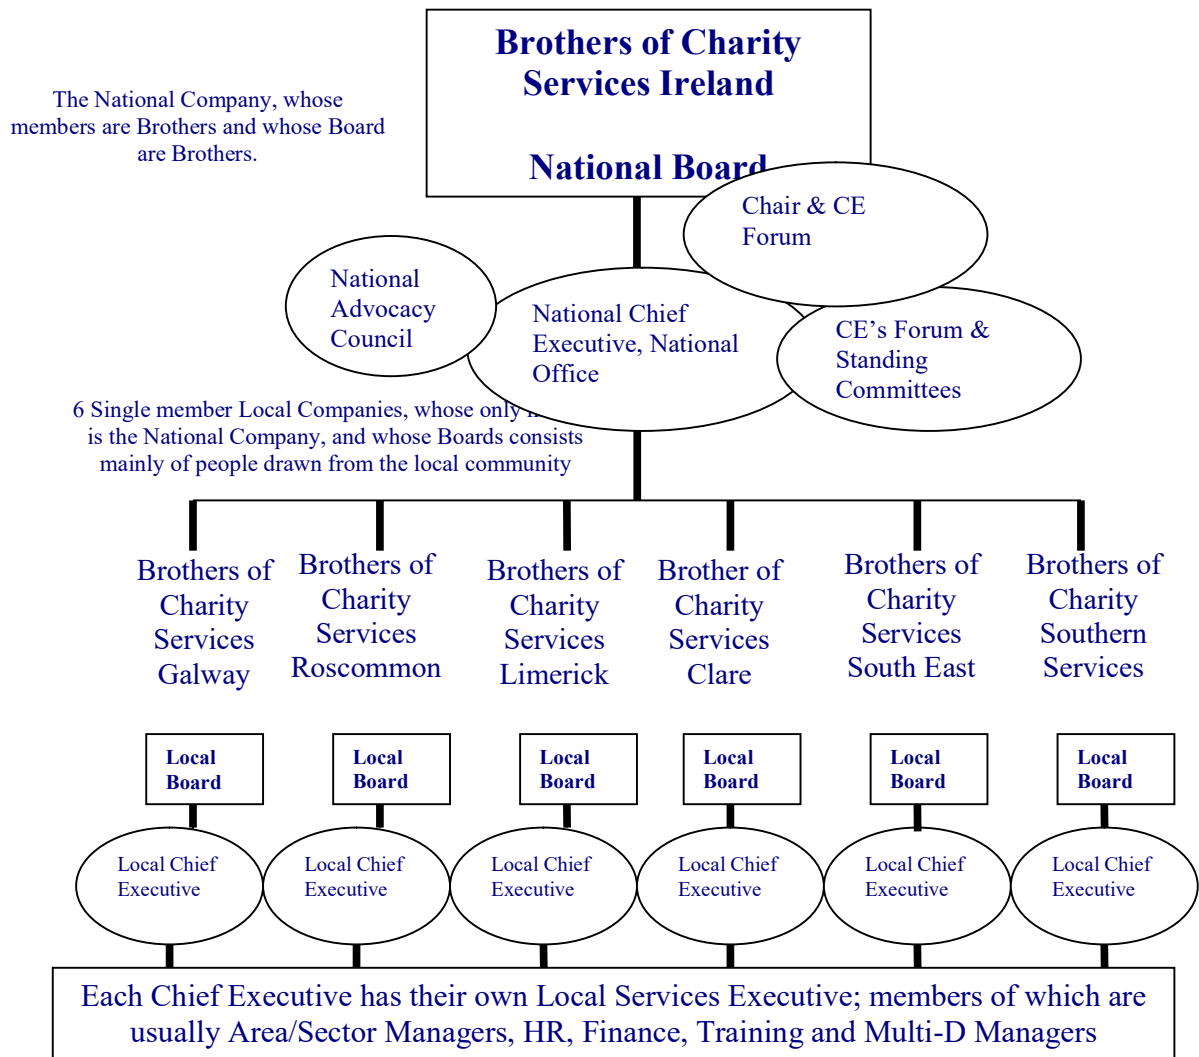 Brothers of Charity
Services Ireland
National Board
The National Company, whose
members are Brothers and whose Board
are Brothers.
Chair & CE
Forum
National
Advocacy
Council
National Chief
Executive, National
Office
CE’s Forum &
Standing
Committees
6 Single member Local Companies, whose only
is the National Company, and whose Boards consists
mainly of people drawn from the local community
Brothers of
Charity
Services
Galway
Brothers of
Charity
Services
Roscommon
Brothers of
Charity
Services
Limerick
Brother of
Charity
Services
Clare
Brothers of
Charity
Services
South East
Brothers of
Charity
Southern
Services
Local
Board
Local
Board
Local
Board
Local
Board
Local
Board
Local
Board
Local Chief
Executive
Local Chief
Executive
Local Chief
Executive
Local Chief
Executive
Local Chief
Executive
Local Chief
Executive
Each Chief Executive has their own Local Services Executive; members of which are
usually Area/Sector Managers, HR, Finance, Training and Multi-D Managers